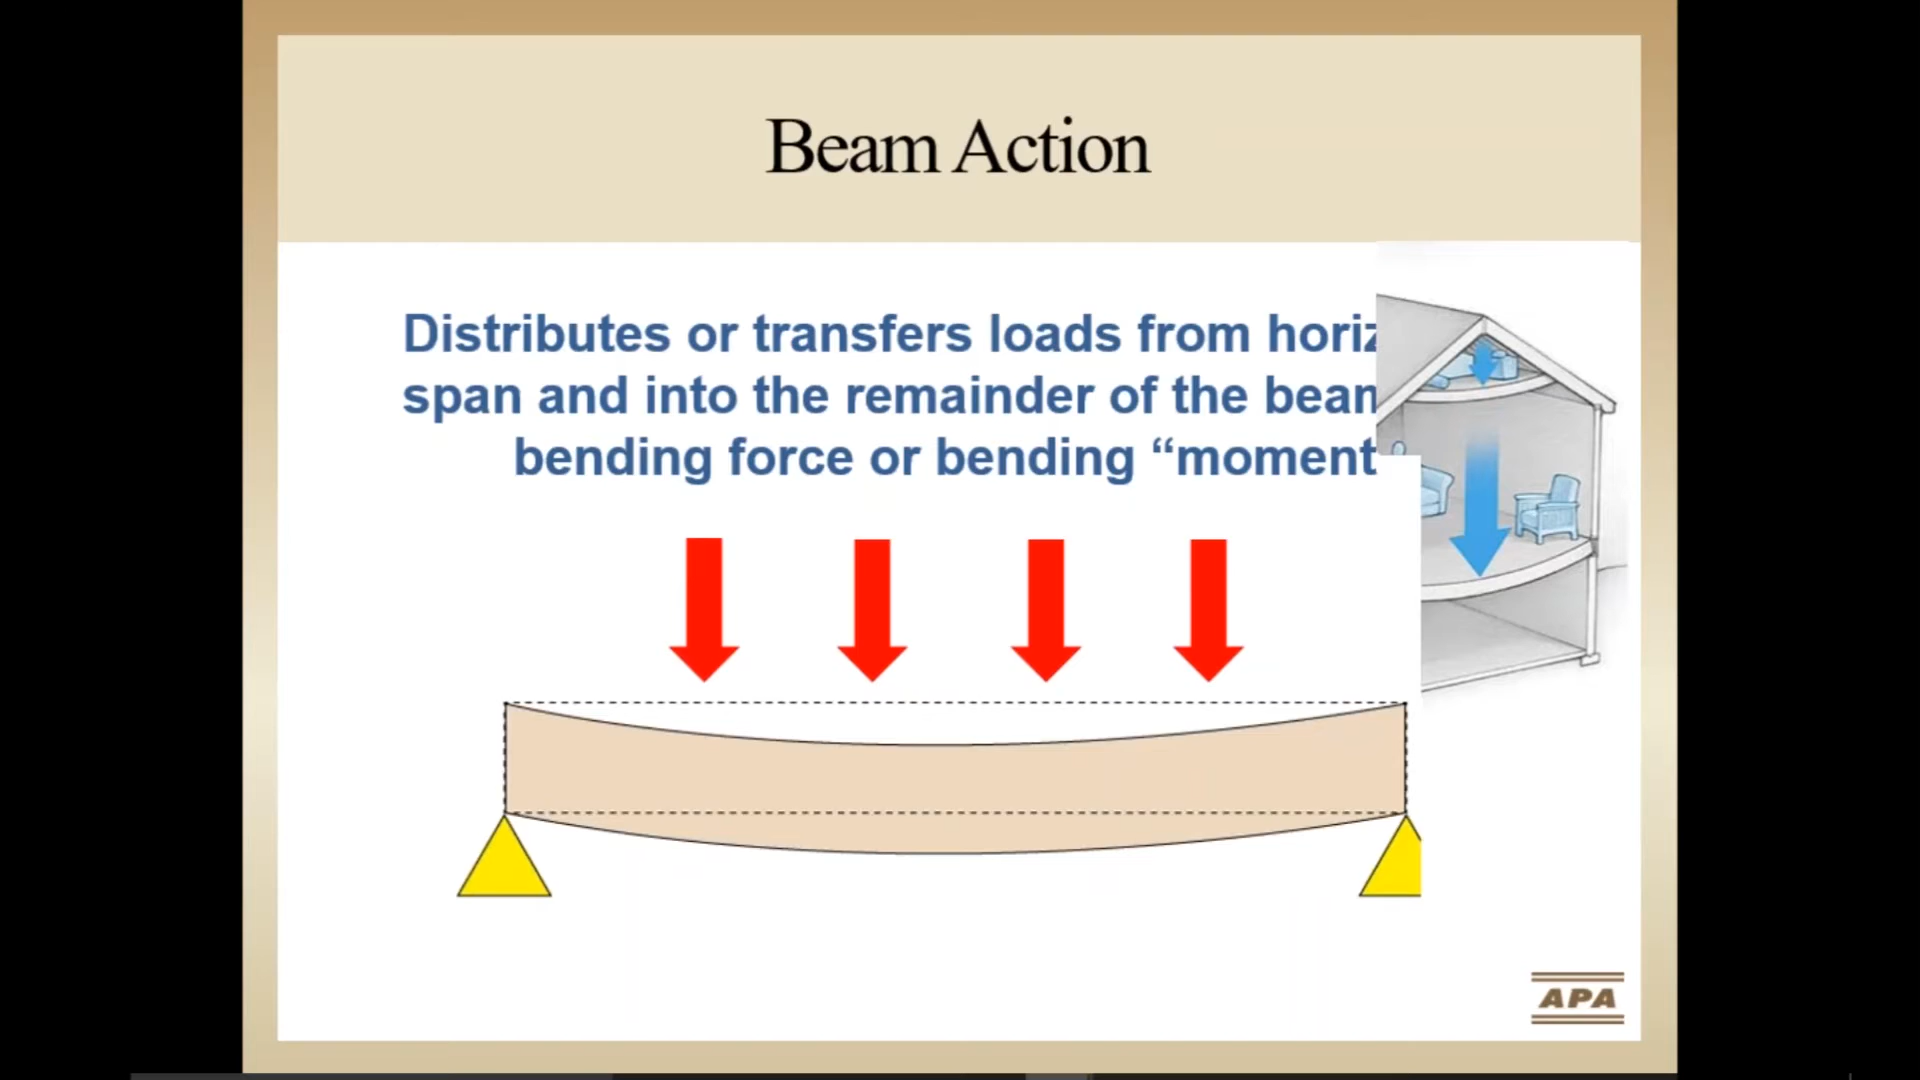 Beam Action
Distributes or transfers loads from horiz
span and into the remainder of the beam
bending force or bending “moment
APA